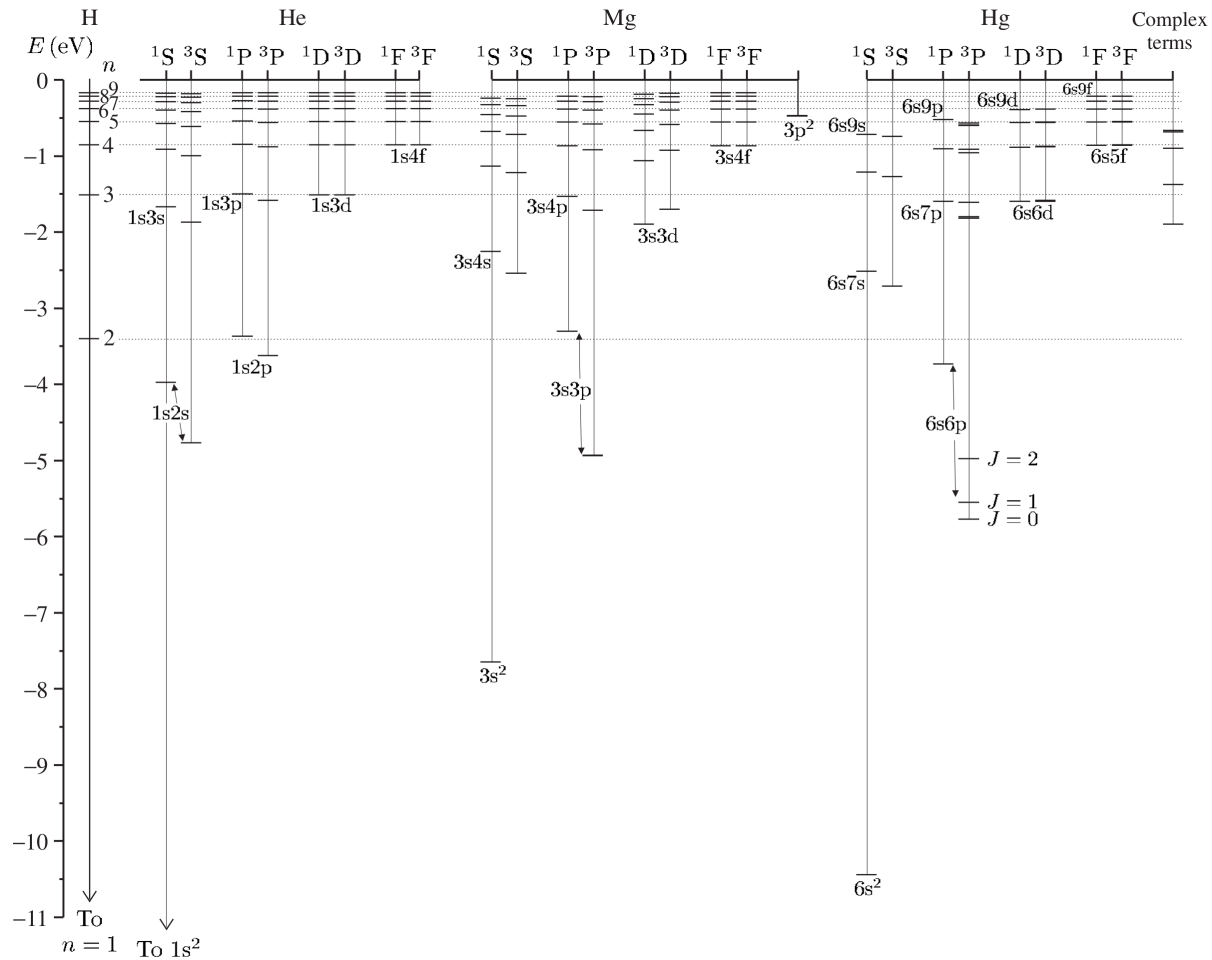 H He Mg Hg Complex terms
E (eV) n ¹S ³S ¹P ³P ¹D ³D ¹F ³F ¹S ³S ¹P ³P ¹D ³D ¹F ³F ¹S ³S ¹P ³P ¹D ³D ¹F ³F
0
9
8 7
6
5
6s9f
6s9d
6s9p
6s9s
3p²
−1
4
1s4f
3s4f
6s5f
3
1s3s
1s3p
1s3d
3s4p
3s3d
6s7p
6s6d
−2
3s4s
6s7s
−3
2
1s2p
−4
1s2s
3s3p
6s6p
−5
J = 2
J = 1
J = 0
−6
−7
3s²
−8
−9
−10
6s²
−11
To
n = 1
To 1s²